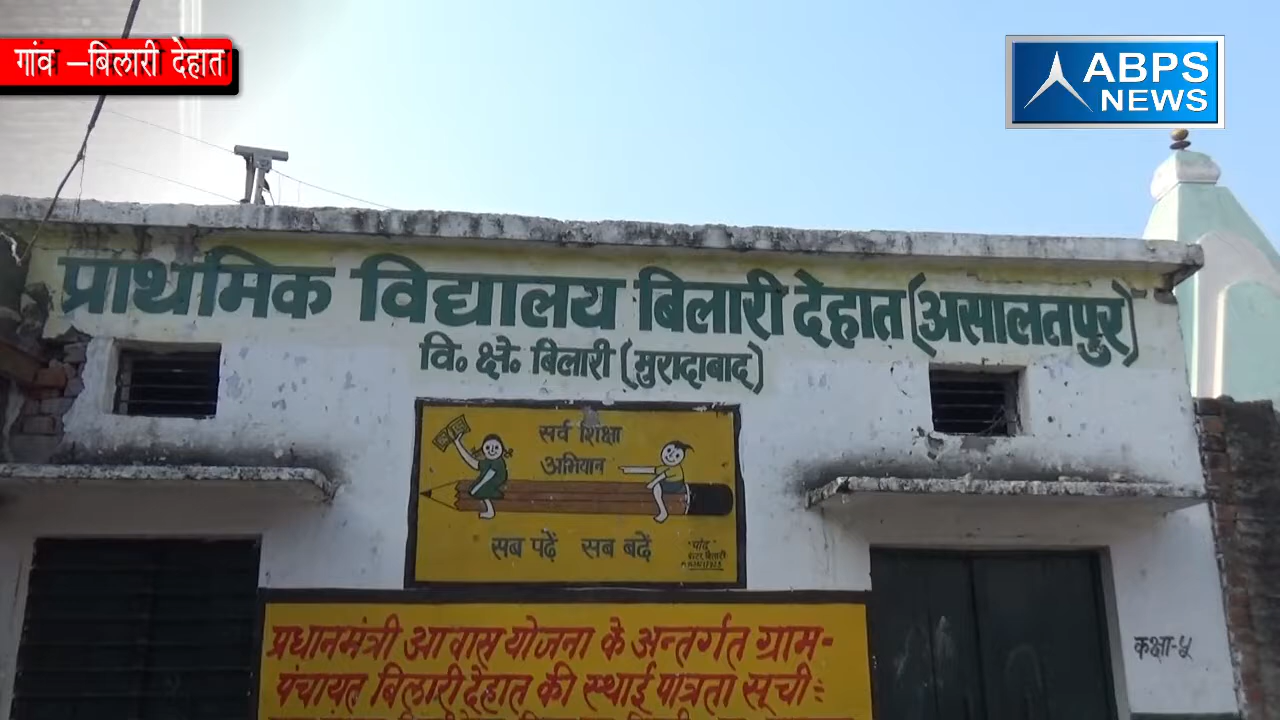 गांव -बिलारी देहात
ABPS
NEWS
प्राथमिक विद्यालय बिलारी देहात (असालतपुर)
वि० क्षे० बिलारी (मुरादाबाद)
सर्व शिक्षा
अभियान
सब पढ़ें सब बढ़ें
कक्षा-५
प्रधानमंत्री आवास योजना के अन्तर्गत ग्राम-
पंचायत बिलारी देहात की स्थाई पात्रता सूची :